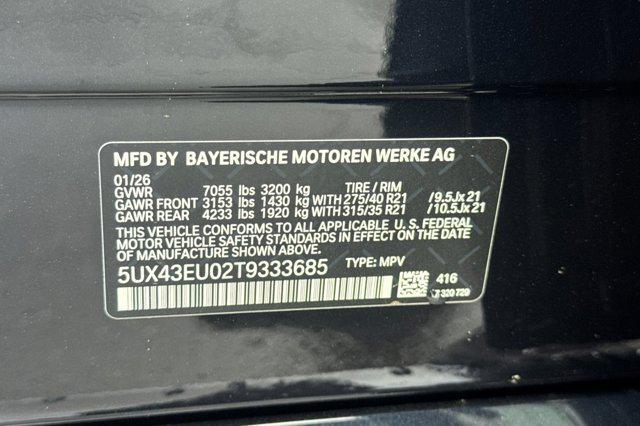 MFD BY BAYERISCHE MOTOREN WERKE AG
01/26
GVWR 7055 lbs 3200 kg TIRE / RIM
GAWR FRONT 3153 lbs 1430 kg WITH 275/40 R21 /9.5Jx21
GAWR REAR 4233 lbs 1920 kg WITH 315/35 R21 /10.5Jx21
THIS VEHICLE CONFORMS TO ALL APPLICABLE U. S. FEDERAL
MOTOR VEHICLE SAFETY STANDARDS IN EFFECT ON THE DATE
OF MANUFACTURE SHOWN ABOVE.
5UX43EU02T9333685 TYPE: MPV
416
7 320 729